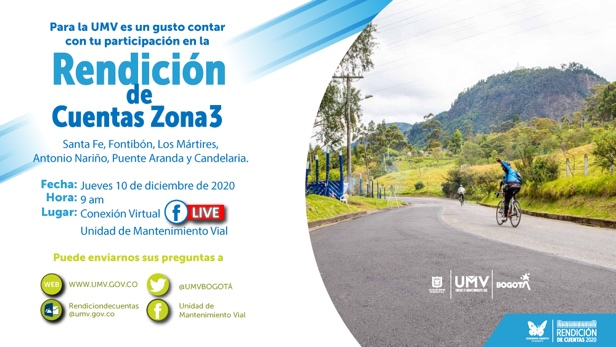 Para la UMV es un gusto contar
con tu participación en la
Rendición
de
Cuentas Zona3
Santa Fe, Fontibón, Los Mártires,
Antonio Nariño, Puente Aranda y Candelaria.
Fecha: Jueves 10 de diciembre de 2020
Hora: 9 am
Lugar: Conexión Virtual f LIVE
Unidad de Mantenimiento Vial
Puede enviarnos sus preguntas a
WEB WWW.UMV.GOV.CO
@UMVBOGOTÁ
Rendiciondecuentas
@umv.gov.co
Unidad de
Mantenimiento Vial
UMV
BOGOTÁ
RENDICIÓN
DE CUENTAS 2020